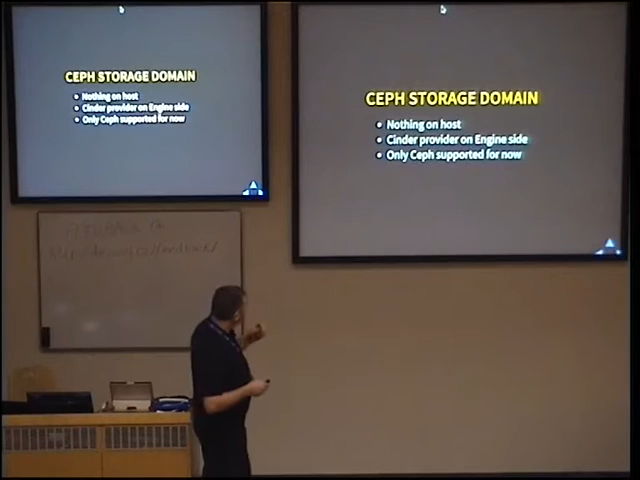 CEPH STORAGE DOMAIN
Nothing on host
Cinder provider on Engine side
Only Ceph supported for now
CEPH STORAGE DOMAIN
Nothing on host
Cinder provider on Engine side
Only Ceph supported for now